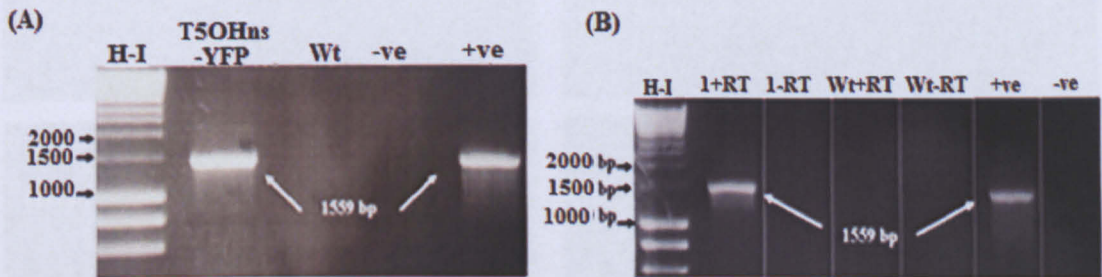 (A)
T5OHns
H-I -YFP Wt -ve +ve
2000
1500
1000
1559 bp
(B)
H-I 1+RT 1-RT Wt+RT Wt-RT +ve -ve
2000 bp
1500 bp
1000 bp
1559 bp